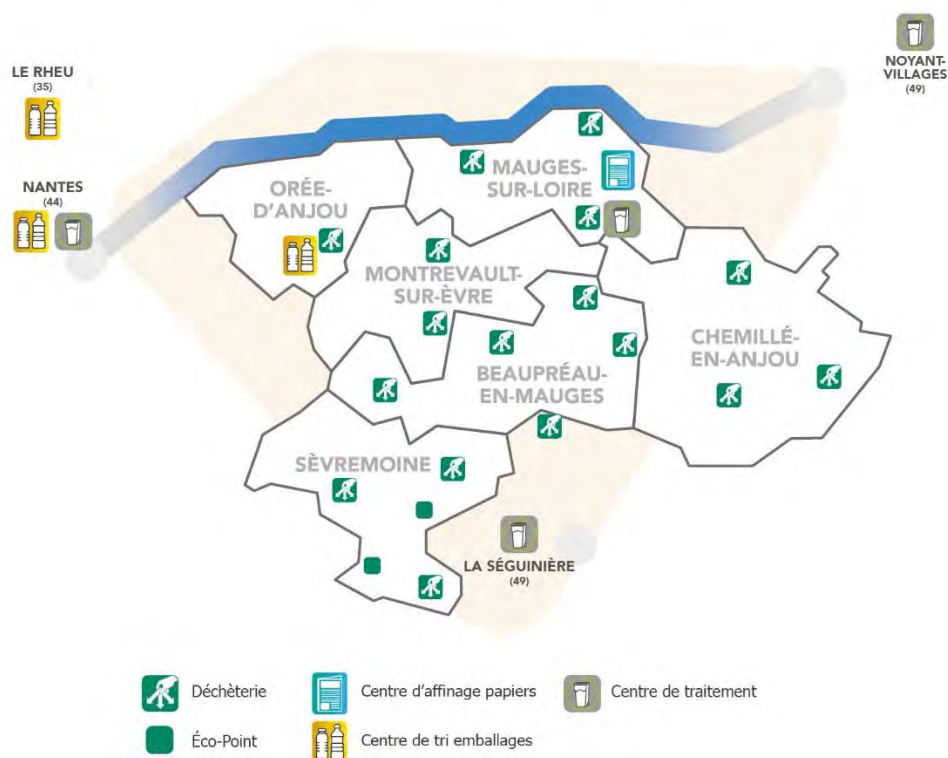 NOYANT-
VILLAGES
(49)
LE RHEU
(35)
NANTES
(44)
ORÉE-
D'ANJOU
MAUGES-
SUR-LOIRE
MONTREVAULT-
SUR-ÈVRE
CHEMILLÉ-
EN-ANJOU
BEAUPRÉAU-
EN-MAUGES
SÈVREMOINE
LA SÉGUINIÈRE
(49)
Déchèterie
Centre d'affinage papiers
Centre de traitement
Éco-Point
Centre de tri emballages